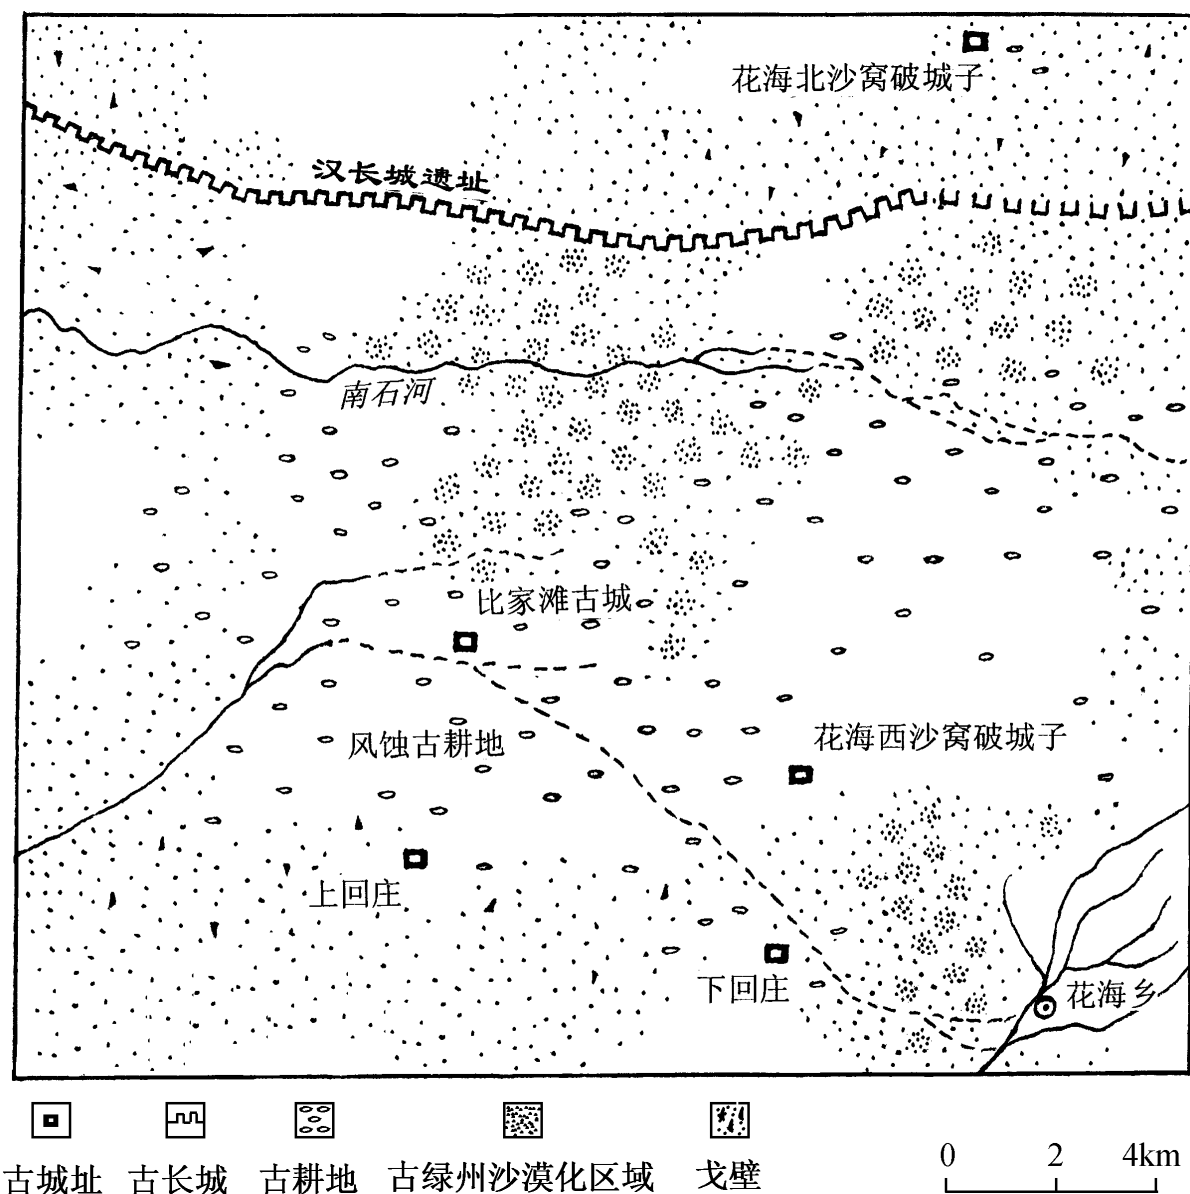 花海北沙窝破城子
汉长城遗址
南石河
比家滩古城
风蚀古耕地
花海西沙窝破城子
上回庄
下回庄
花海乡
古城址 古长城 古耕地 古绿州沙漠化区域 戈壁
0 2 4km